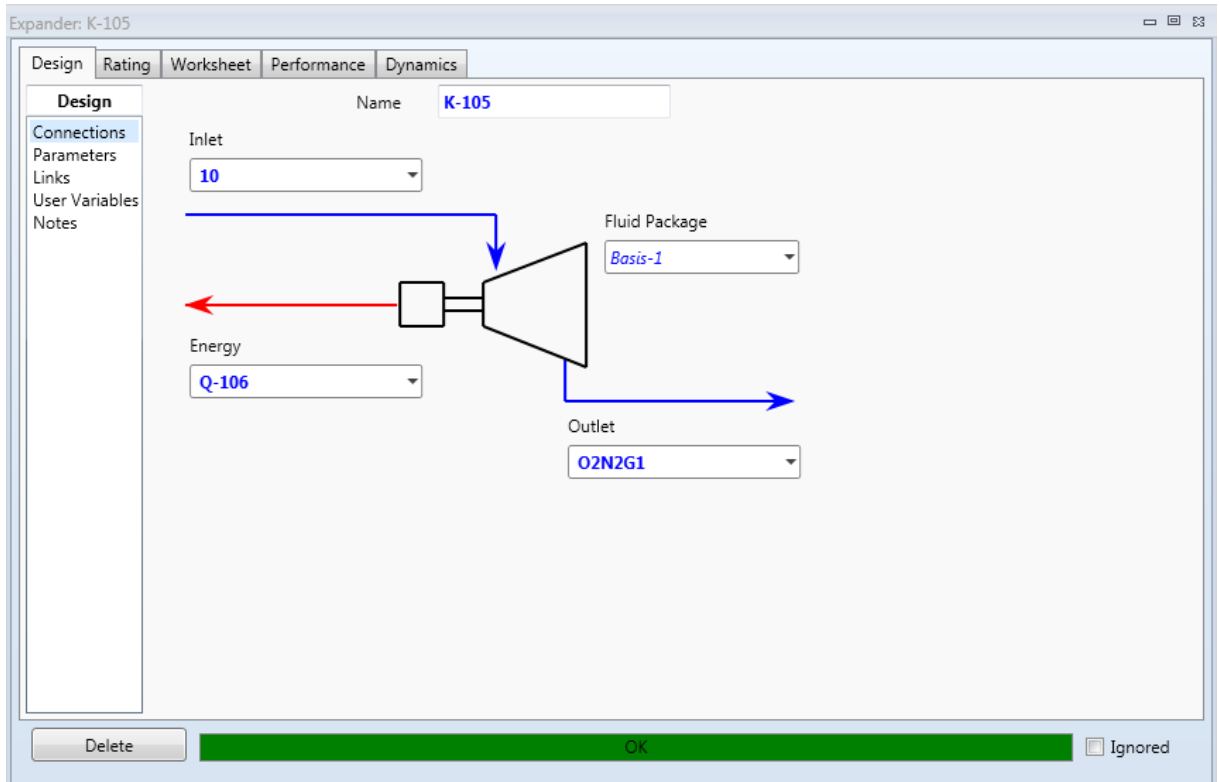 Expander: K-105
Design Rating Worksheet Performance Dynamics
Design
Connections
Parameters
Links
User Variables
Notes
Name K-105
Inlet
10
Fluid Package
Basis-1
Energy
Q-106
Outlet
O2N2G1
Delete
OK
Ignored